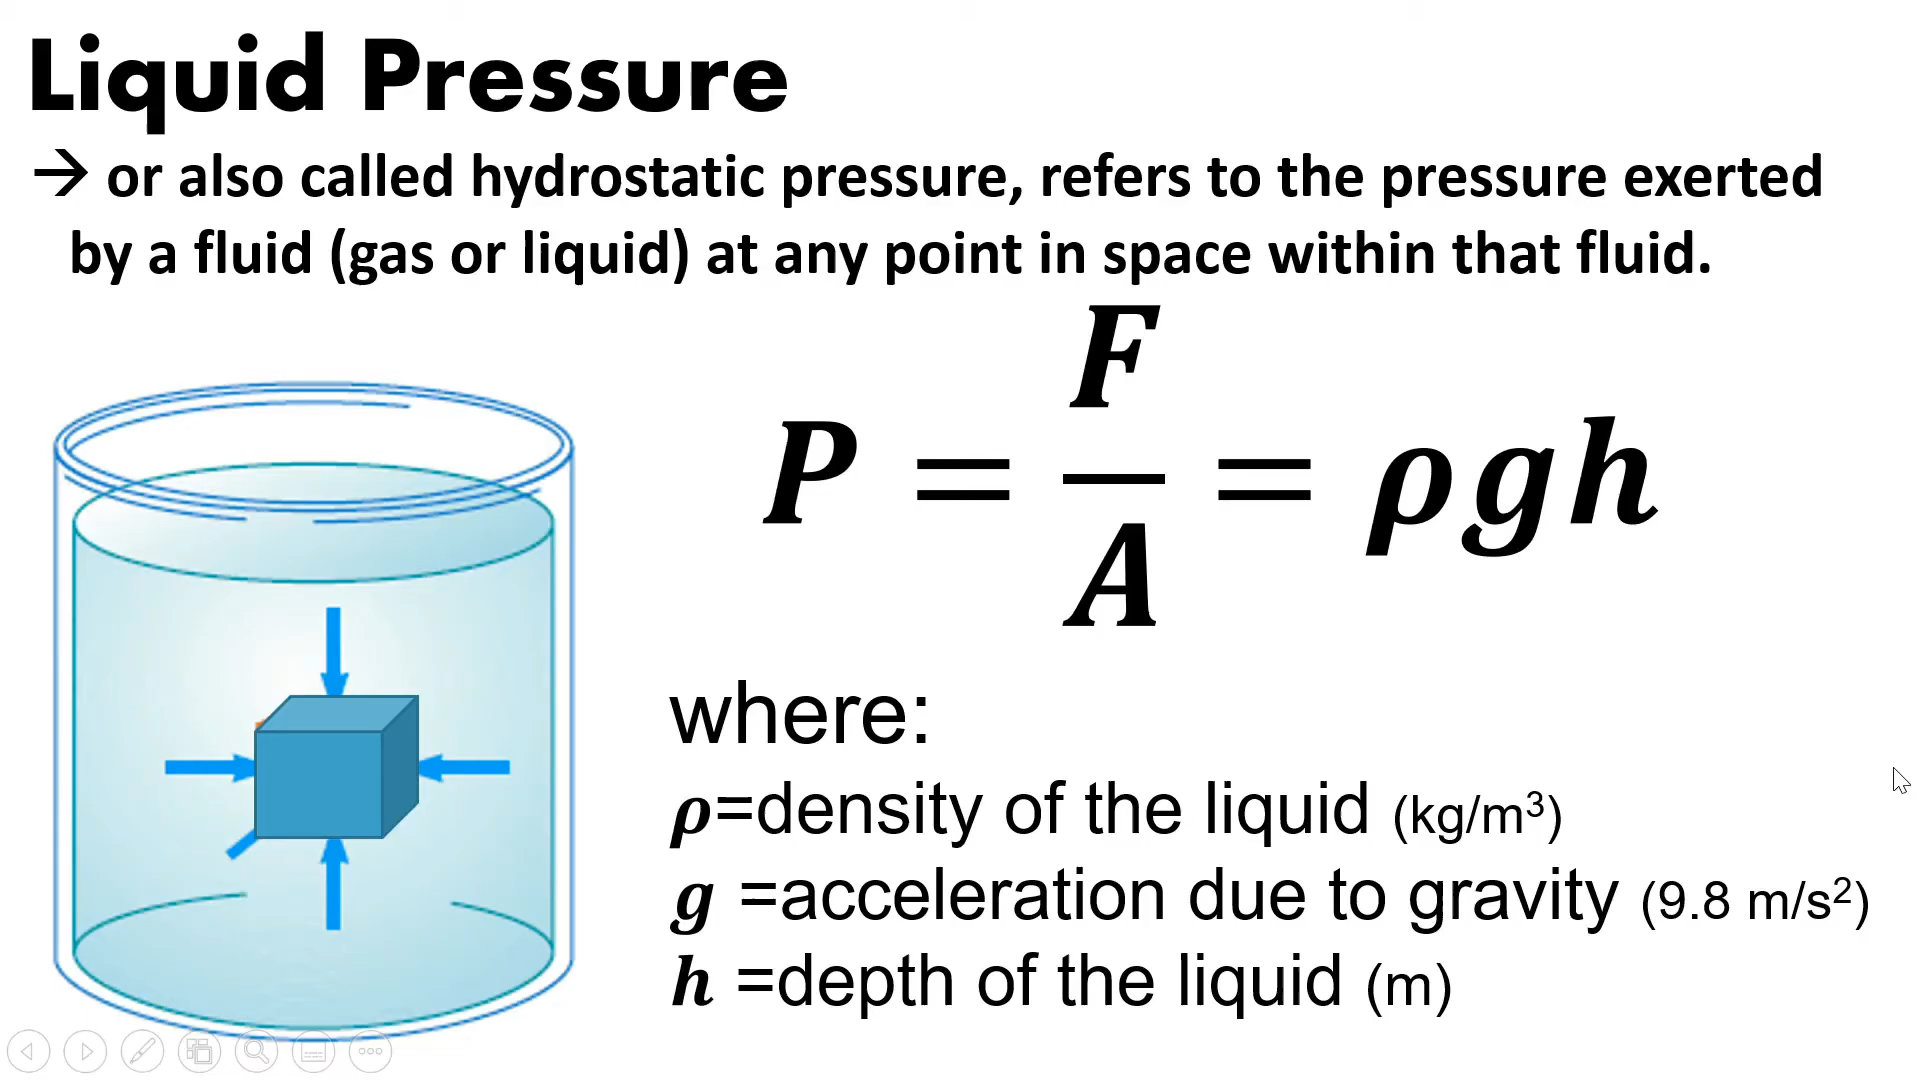 Liquid Pressure
→ or also called hydrostatic pressure, refers to the pressure exerted
by a fluid (gas or liquid) at any point in space within that fluid.
P = F/A = ρgh
where:
ρ=density of the liquid (kg/m³)
g =acceleration due to gravity (9.8 m/s²)
h =depth of the liquid (m)